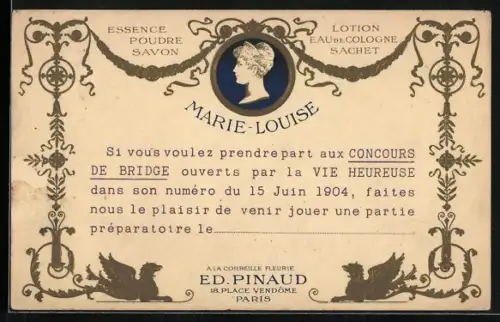 ESSENCE
POUDRE
SAVON
LOTION
EAU DE COLOGNE
SACHET
MARIE-LOUISE
Si vous voulez prendre part aux CONCOURS
DE BRIDGE ouverts par la VIE HEUREUSE
dans son numéro du 15 Juin 1904, faites
nous le plaisir de venir jouer une partie
préparatoire le
A LA CORBEILLE FLEURIE
ED. PINAUD
18, PLACE VENDÔME
PARIS